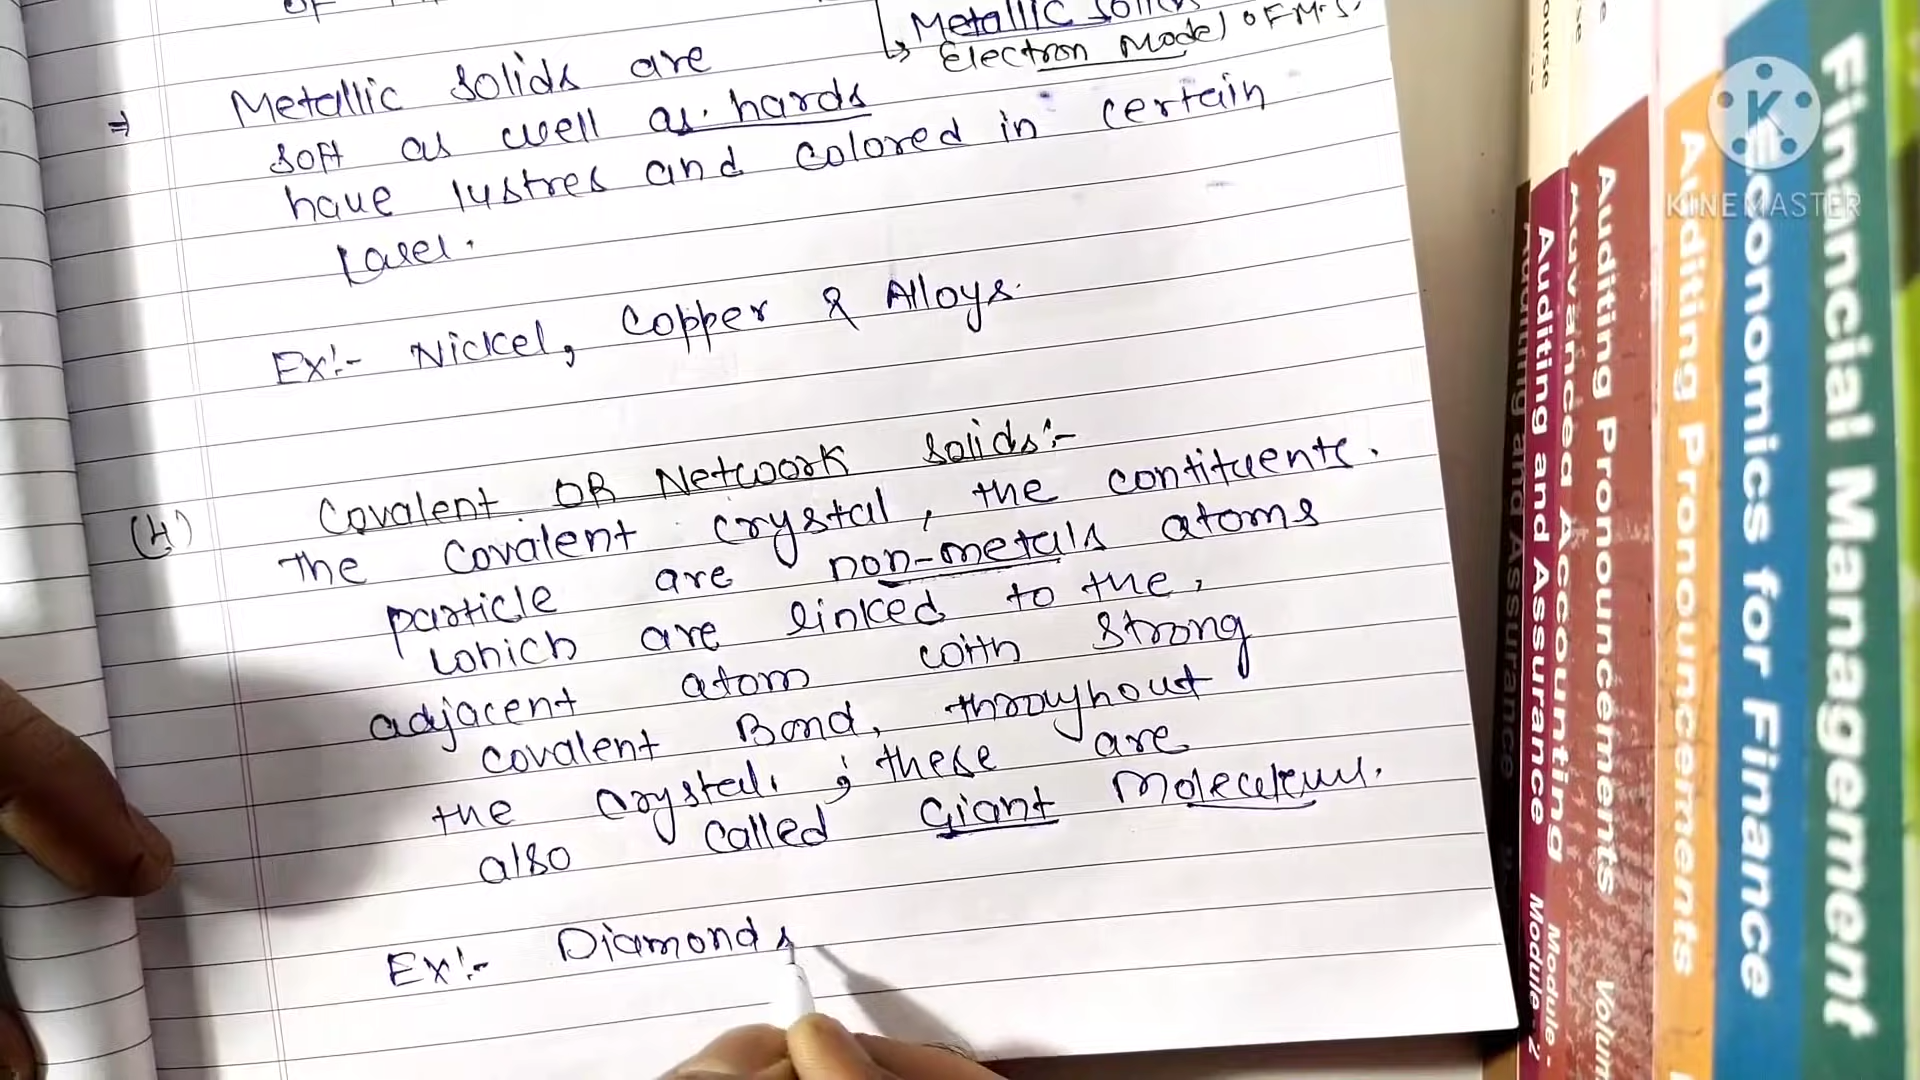 of
Metallic solids
Electron Model OF M.S.
⇒ Metallic solids are
soft as well as. hards
have lustres and colored in certain
Ex!- Nickel, Copper & Alloys.
(4) Covalent OR Netwoork solids:-
The covalent crystal, the contituents.
particle are non-metals atoms
which are linked to the,
adjacent atom with strong
covalent Bond, throughout
the crystal. ; these are
also called Giant
Ex!- Diamonds
KINEMASTER
Financial Management
Economics for Finance
Auditing Pronouncements
Auditing Pronouncements Volum
Advanced Accounting Module -
Auditing and Assurance Module - 2
Auditing and Assurance